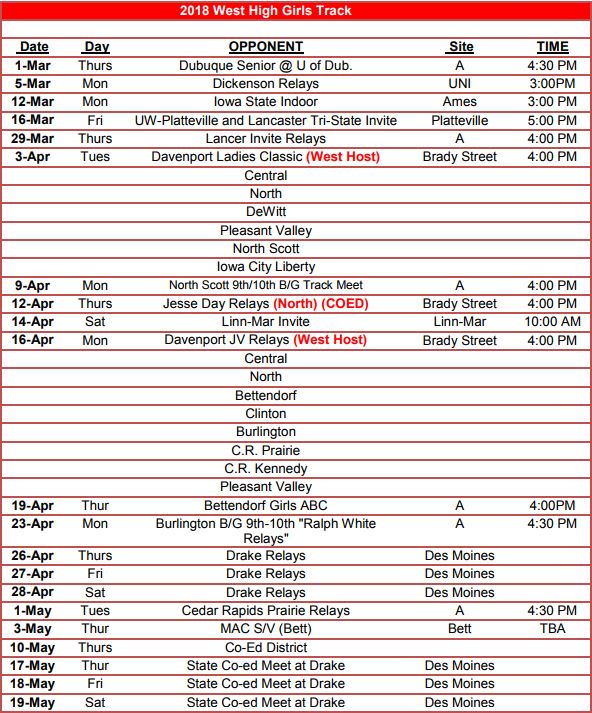 2018 West High Girls Track
Date Day OPPONENT Site TIME
1-Mar Thurs Dubuque Senior @ U of Dub. A 4:30 PM
5-Mar Mon Dickenson Relays UNI 3:00PM
12-Mar Mon Iowa State Indoor Ames 3:00 PM
16-Mar Fri UW-Platteville and Lancaster Tri-State Invite Platteville 5:00 PM
29-Mar Thurs Lancer Invite Relays A 4:00 PM
3-Apr Tues Davenport Ladies Classic (West Host) Brady Street 4:00 PM
Central
North
DeWitt
Pleasant Valley
North Scott
Iowa City Liberty
9-Apr Mon North Scott 9th/10th B/G Track Meet A 4:00 PM
12-Apr Thurs Jesse Day Relays (North) (COED) Brady Street 4:00 PM
14-Apr Sat Linn-Mar Invite Linn-Mar 10:00 AM
16-Apr Mon Davenport JV Relays (West Host) Brady Street 4:00 PM
Central
North
Bettendorf
Clinton
Burlington
C.R. Prairie
C.R. Kennedy
Pleasant Valley
19-Apr Thur Bettendorf Girls ABC A 4:00PM
23-Apr Mon Burlington B/G 9th-10th "Ralph White A 4:30 PM
Relays"
26-Apr Thurs Drake Relays Des Moines
27-Apr Fri Drake Relays Des Moines
28-Apr Sat Drake Relays Des Moines
1-May Tues Cedar Rapids Prairie Relays A 4:30 PM
3-May Thur MAC S/V (Bett) Bett TBA
10-May Thurs Co-Ed District
17-May Thur State Co-ed Meet at Drake Des Moines
18-May Fri State Co-ed Meet at Drake Des Moines
19-May Sat State Co-ed Meet at Drake Des Moines